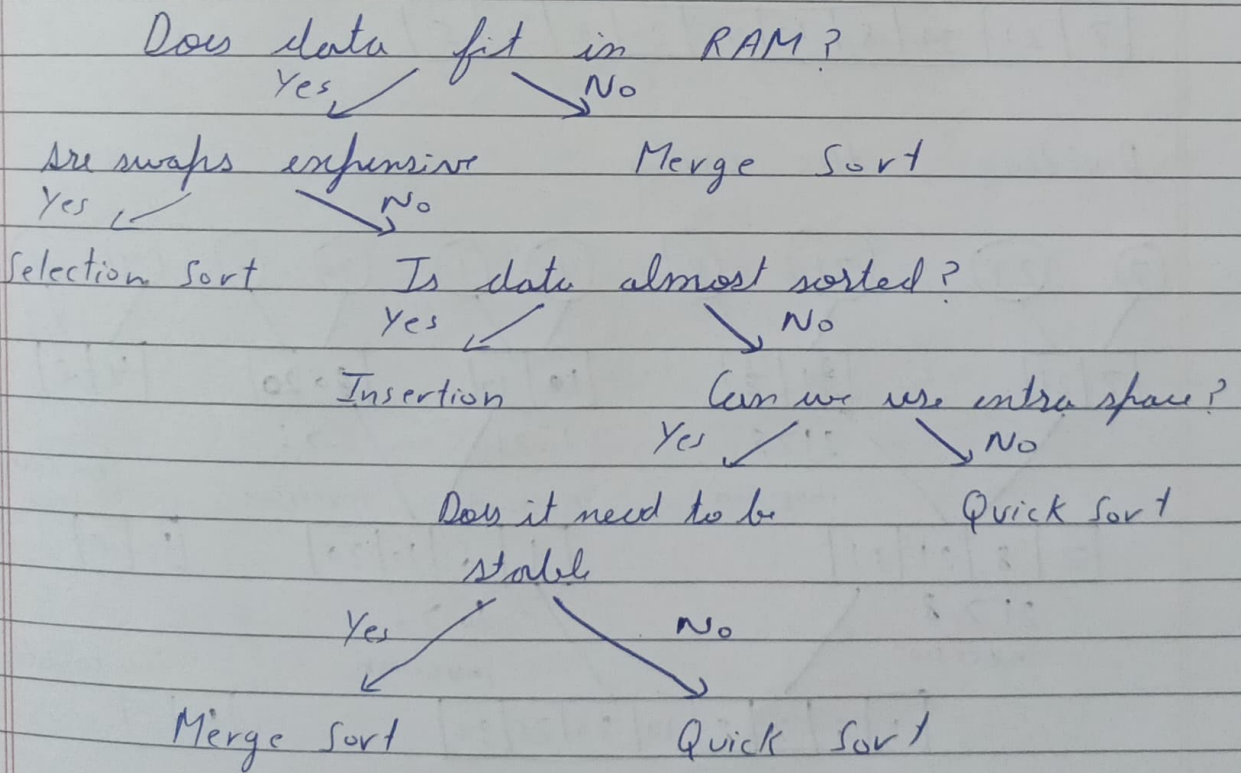 Does data fit in RAM?
Yes No
Are swaps expensive Merge Sort
Yes No
Selection Sort Is data almost sorted?
Yes No
Insertion Can we use extra space?
Yes No
Does it need to be Quick Sort
stable
Yes No
Merge Sort Quick Sort